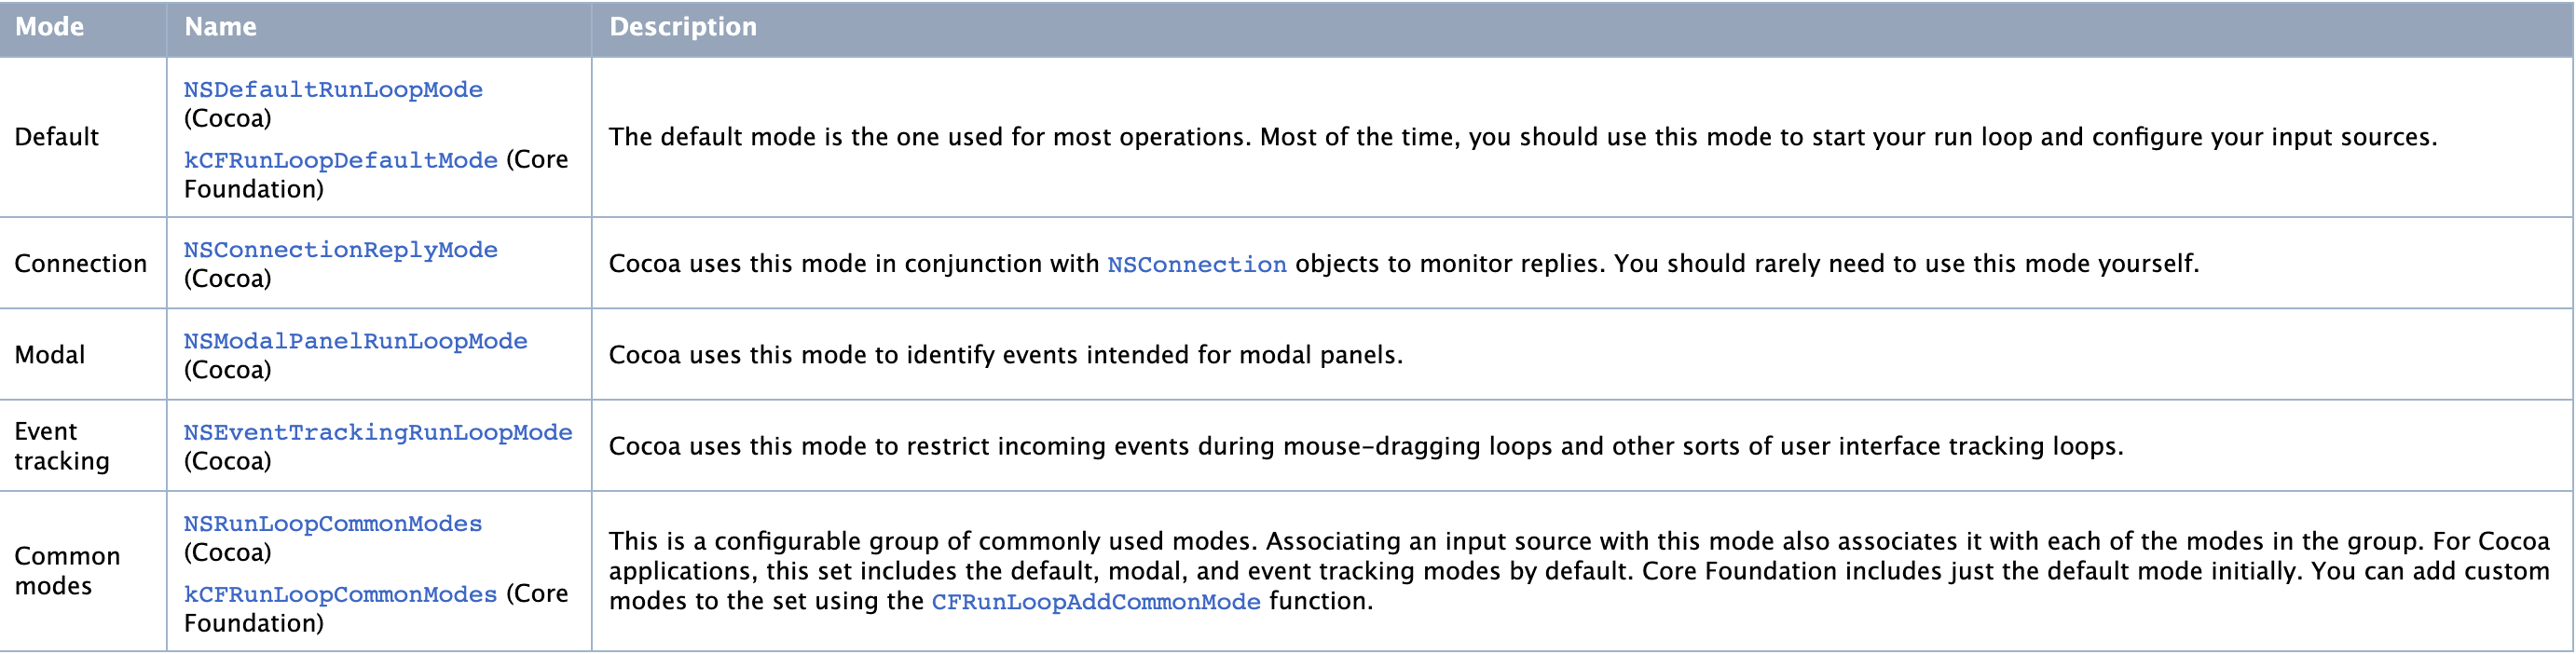 Mode Name Description
Default
NSDefaultRunLoopMode
(Cocoa)
kCFRunLoopDefaultMode (Core
Foundation)
The default mode is the one used for most operations. Most of the time, you should use this mode to start your run loop and configure your input sources.
Connection
NSConnectionReplyMode
(Cocoa)
Cocoa uses this mode in conjunction with NSConnection objects to monitor replies. You should rarely need to use this mode yourself.
Modal
NSModalPanelRunLoopMode
(Cocoa)
Cocoa uses this mode to identify events intended for modal panels.
Event
tracking
NSEventTrackingRunLoopMode
(Cocoa)
Cocoa uses this mode to restrict incoming events during mouse-dragging loops and other sorts of user interface tracking loops.
Common
modes
NSRunLoopCommonModes
(Cocoa)
kCFRunLoopCommonModes (Core
Foundation)
This is a configurable group of commonly used modes. Associating an input source with this mode also associates it with each of the modes in the group. For Cocoa
applications, this set includes the default, modal, and event tracking modes by default. Core Foundation includes just the default mode initially. You can add custom
modes to the set using the CFRunLoopAddCommonMode function.